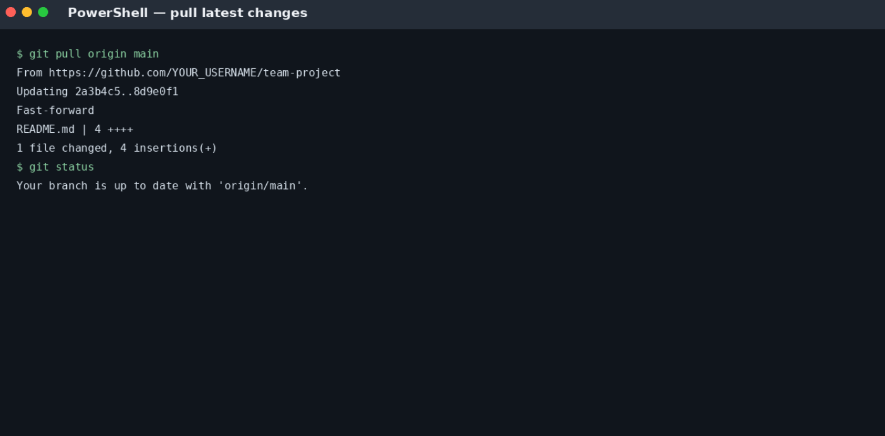 PowerShell — pull latest changes
$ git pull origin main
From https://github.com/YOUR_USERNAME/team-project
Updating 2a3b4c5..8d9e0f1
Fast-forward
README.md | 4 ++++
1 file changed, 4 insertions(+)
$ git status
Your branch is up to date with 'origin/main'.